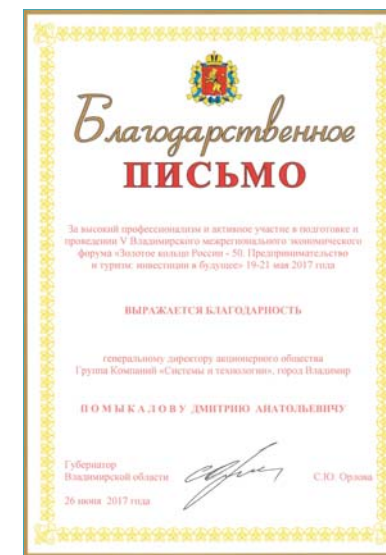 Благодарственное
ПИСЬМО
За высокий профессионализм и активное участие в подготовке и
проведении V Владимирского межрегионального экономического
форума «Золотое кольцо России - 50. Предпринимательство
и туризм: инвестиции в будущее» 19-21 мая 2017 года
ВЫРАЖАЕТСЯ БЛАГОДАРНОСТЬ
генеральному директору акционерного общества
Группа Компаний «Системы и технологии», город Владимир
ПОМЫКАЛОВУ ДМИТРИЮ АНАТОЛЬЕВИЧУ
Губернатор
Владимирской области С.Ю. Орлова
26 июня 2017 года